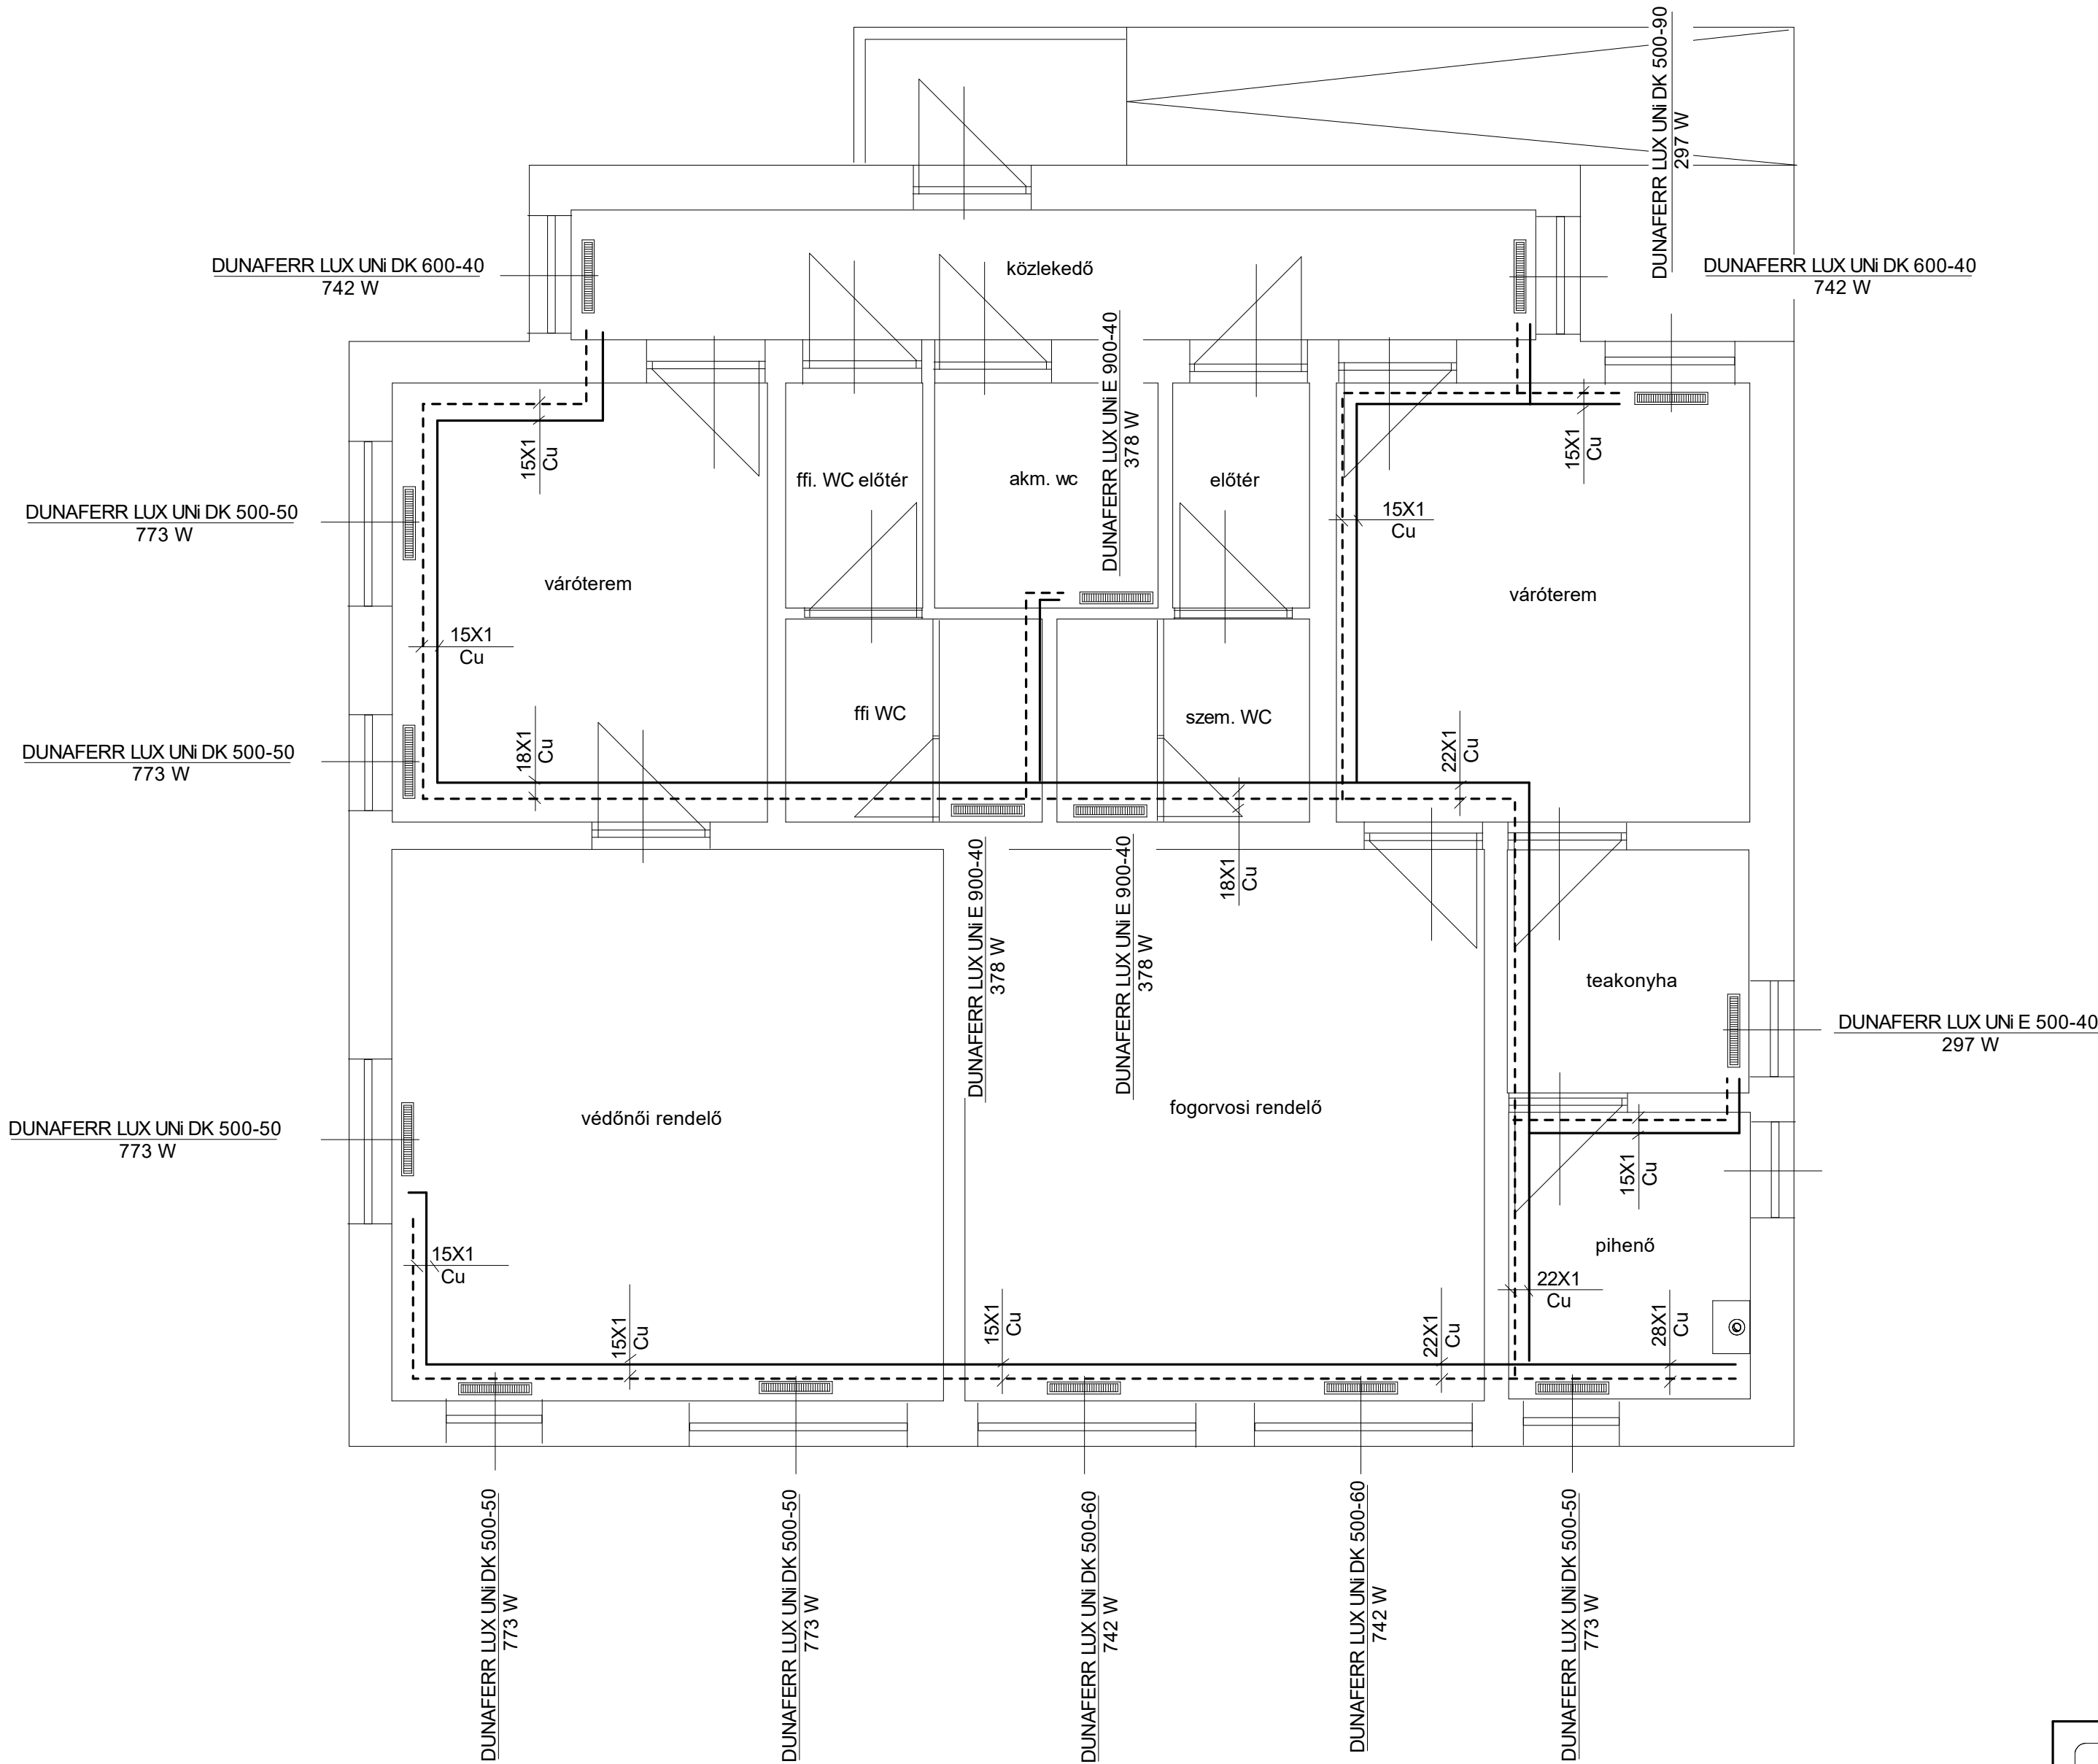 DUNAFERR LUX UNi DK 500-90
297 W
DUNAFERR LUX UNi DK 600-40
742 W
közlekedő
DUNAFERR LUX UNi DK 600-40
742 W
DUNAFERR LUX UNi E 900-40
378 W
15X1
Cu
15X1
Cu
ffi. WC előtér
akm. wc
előtér
DUNAFERR LUX UNi DK 500-50
773 W
15X1
Cu
váróterem
váróterem
15X1
Cu
ffi WC
szem. WC
DUNAFERR LUX UNi DK 500-50
773 W
18X1
Cu
22X1
Cu
18X1
Cu
DUNAFERR LUX UNi E 900-40
378 W
DUNAFERR LUX UNi E 900-40
378 W
teakonyha
DUNAFERR LUX UNi E 500-40
297 W
DUNAFERR LUX UNi DK 500-50
773 W
védőnői rendelő
fogorvosi rendelő
15X1
Cu
pihenő
15X1
Cu
22X1
Cu
15X1
Cu
15X1
Cu
22X1
Cu
28X1
Cu
DUNAFERR LUX UNi DK 500-50
773 W
DUNAFERR LUX UNi DK 500-50
773 W
DUNAFERR LUX UNi DK 500-60
742 W
DUNAFERR LUX UNi DK 500-60
742 W
DUNAFERR LUX UNi DK 500-50
773 W